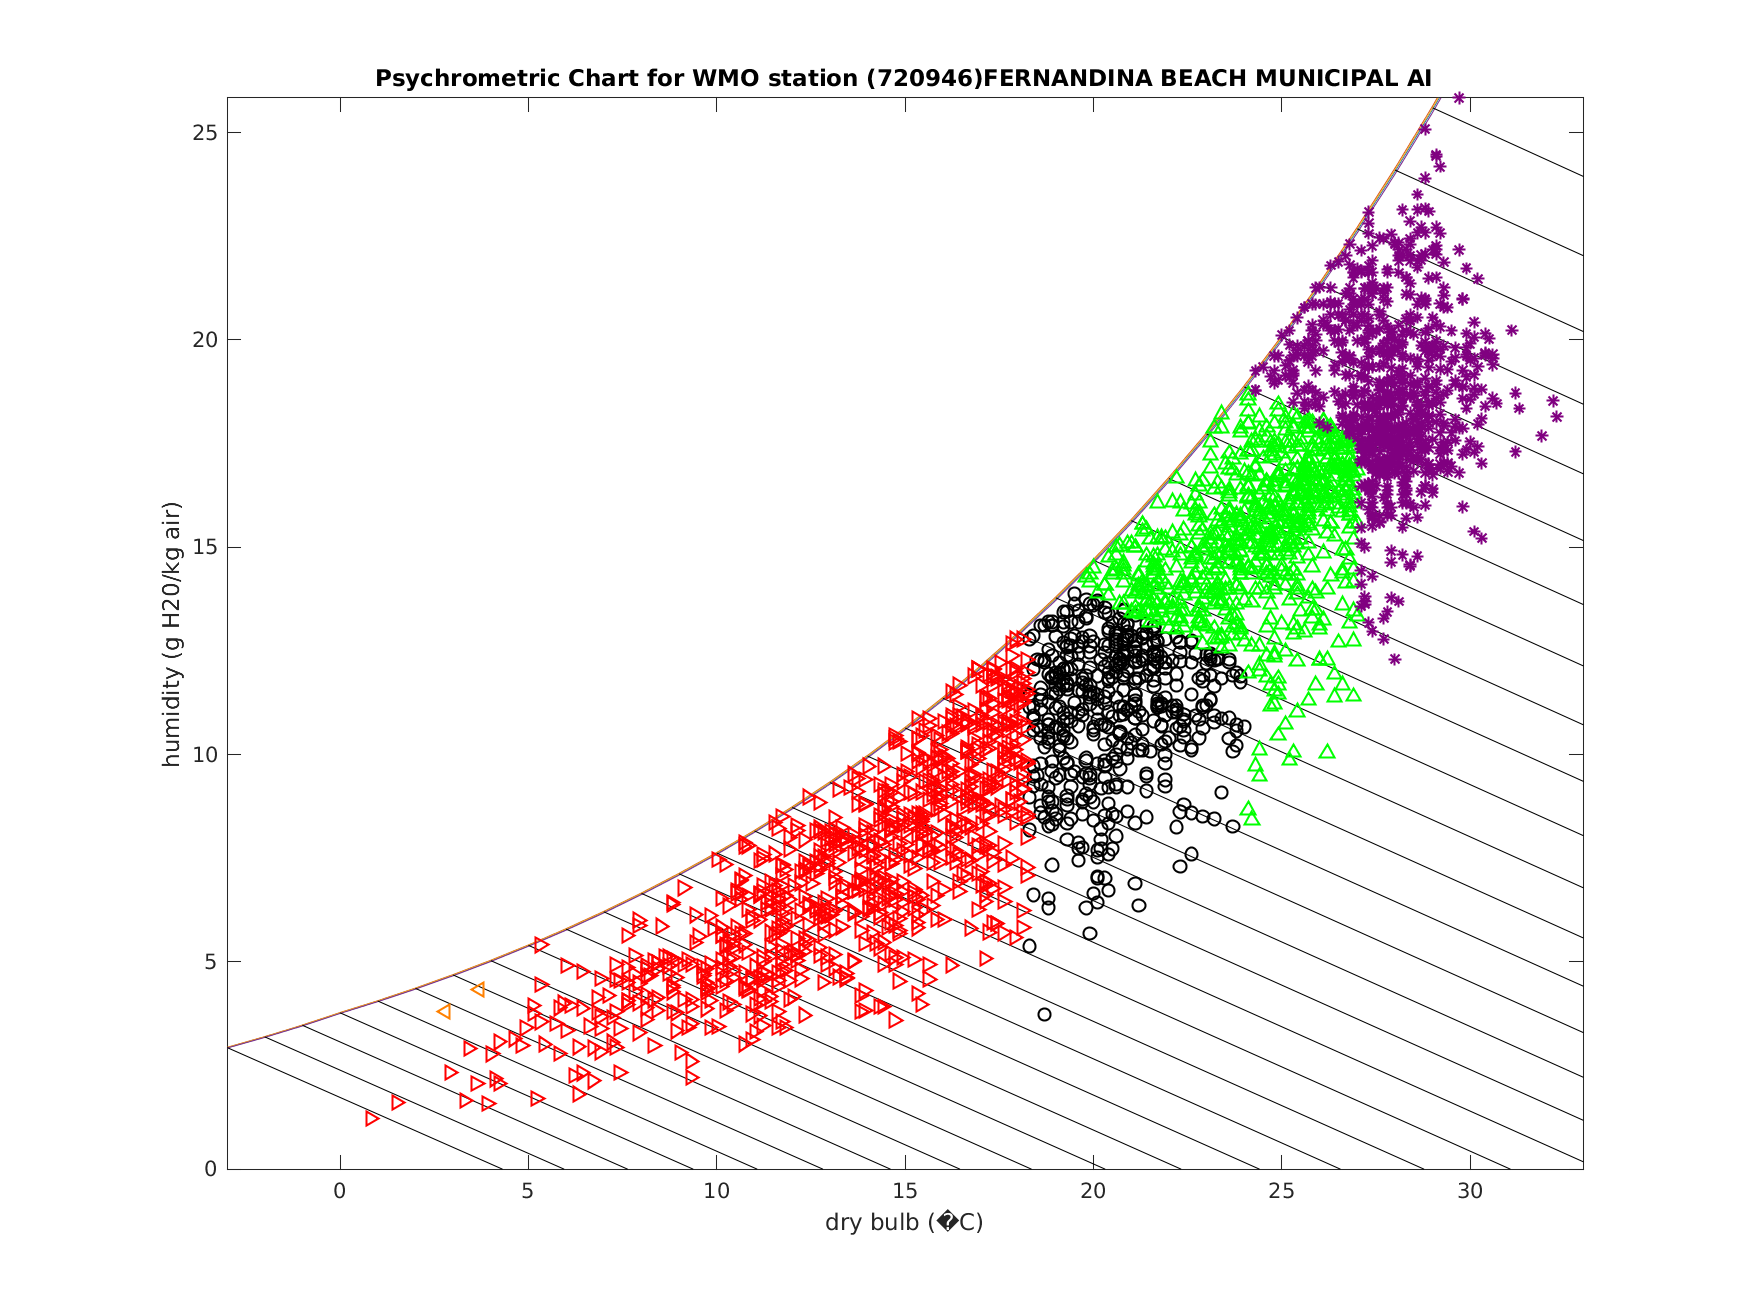 Psychrometric Chart for WMO station (720946)FERNANDINA BEACH MUNICIPAL AI
25
20
15
10
5
0
humidity (g H20/kg air)
0 5 10 15 20 25 30
dry bulb (�C)